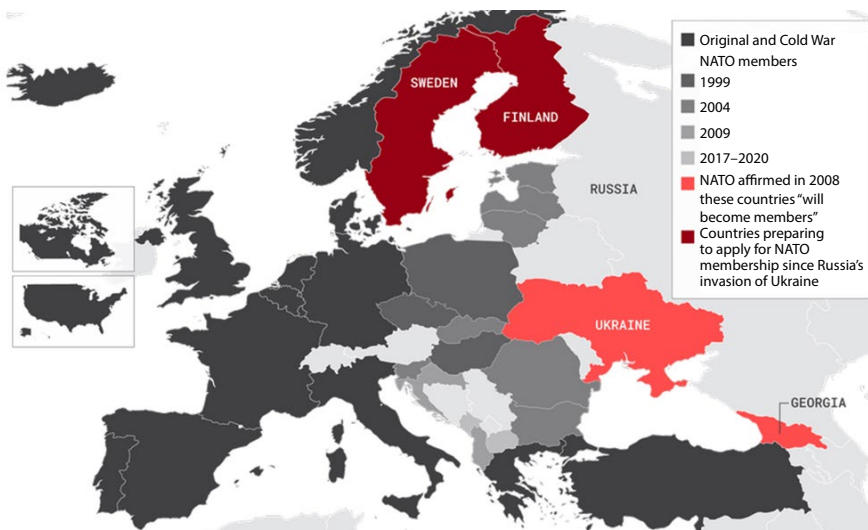 Original and Cold War
NATO members
1999
2004
2009
2017–2020
NATO affirmed in 2008
these countries “will
become members”
Countries preparing
to apply for NATO
membership since Russia’s
invasion of Ukraine
SWEDEN
FINLAND
RUSSIA
UKRAINE
GEORGIA